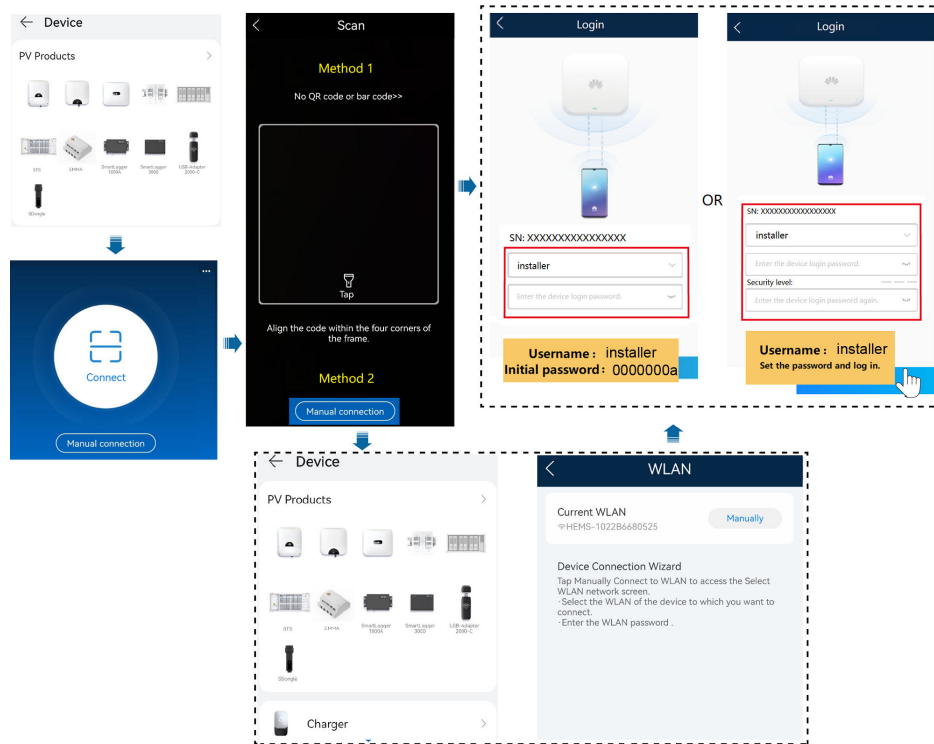 Device
PV Products
STS
EMMA
SmartLogger
1000A
SmartLogger
3000
USB-Adapter
2000-C
SDongle
Connect
Manual connection
Scan
Method 1
No QR code or bar code>>
Tap
Align the code within the four corners of
the frame.
Method 2
Manual connection
Login
SN: XXXXXXXXXXXXXXXX
installer
Enter the device login password.
Username： installer
Initial password：0000000a
OR
Login
SN: XXXXXXXXXXXXXXXX
installer
Enter the device login password.
Security level:
Enter the device login password again.
Username： installer
Set the password and log in.
Device
PV Products
STS
EMMA
SmartLogger
1000A
SmartLogger
3000
USB-Adapter
2000-C
SDongle
Charger
WLAN
Current WLAN
HEMS-1022B6680525
Manually
Device Connection Wizard
Tap Manually Connect to WLAN to access the Select
WLAN network screen.
·Select the WLAN of the device to which you want to
connect.
·Enter the WLAN password .